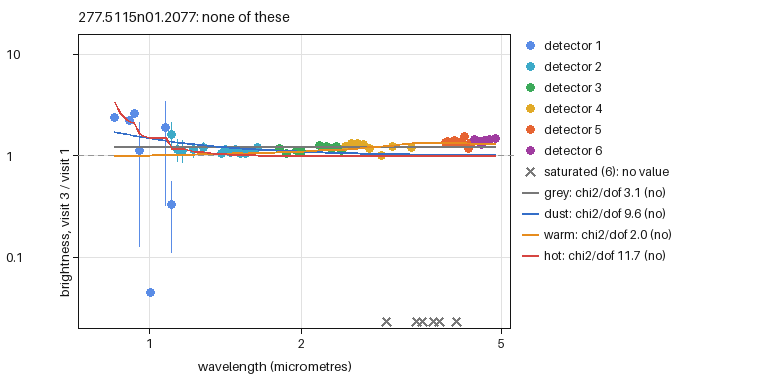 277.5115n01.2077: none of these
10
1
0.1
brightness, visit 3 / visit 1
1
2
5
wavelength (micrometres)
detector 1
detector 2
detector 3
detector 4
detector 5
detector 6
saturated (6): no value
grey: chi2/dof 3.1 (no)
dust: chi2/dof 9.6 (no)
warm: chi2/dof 2.0 (no)
hot: chi2/dof 11.7 (no)